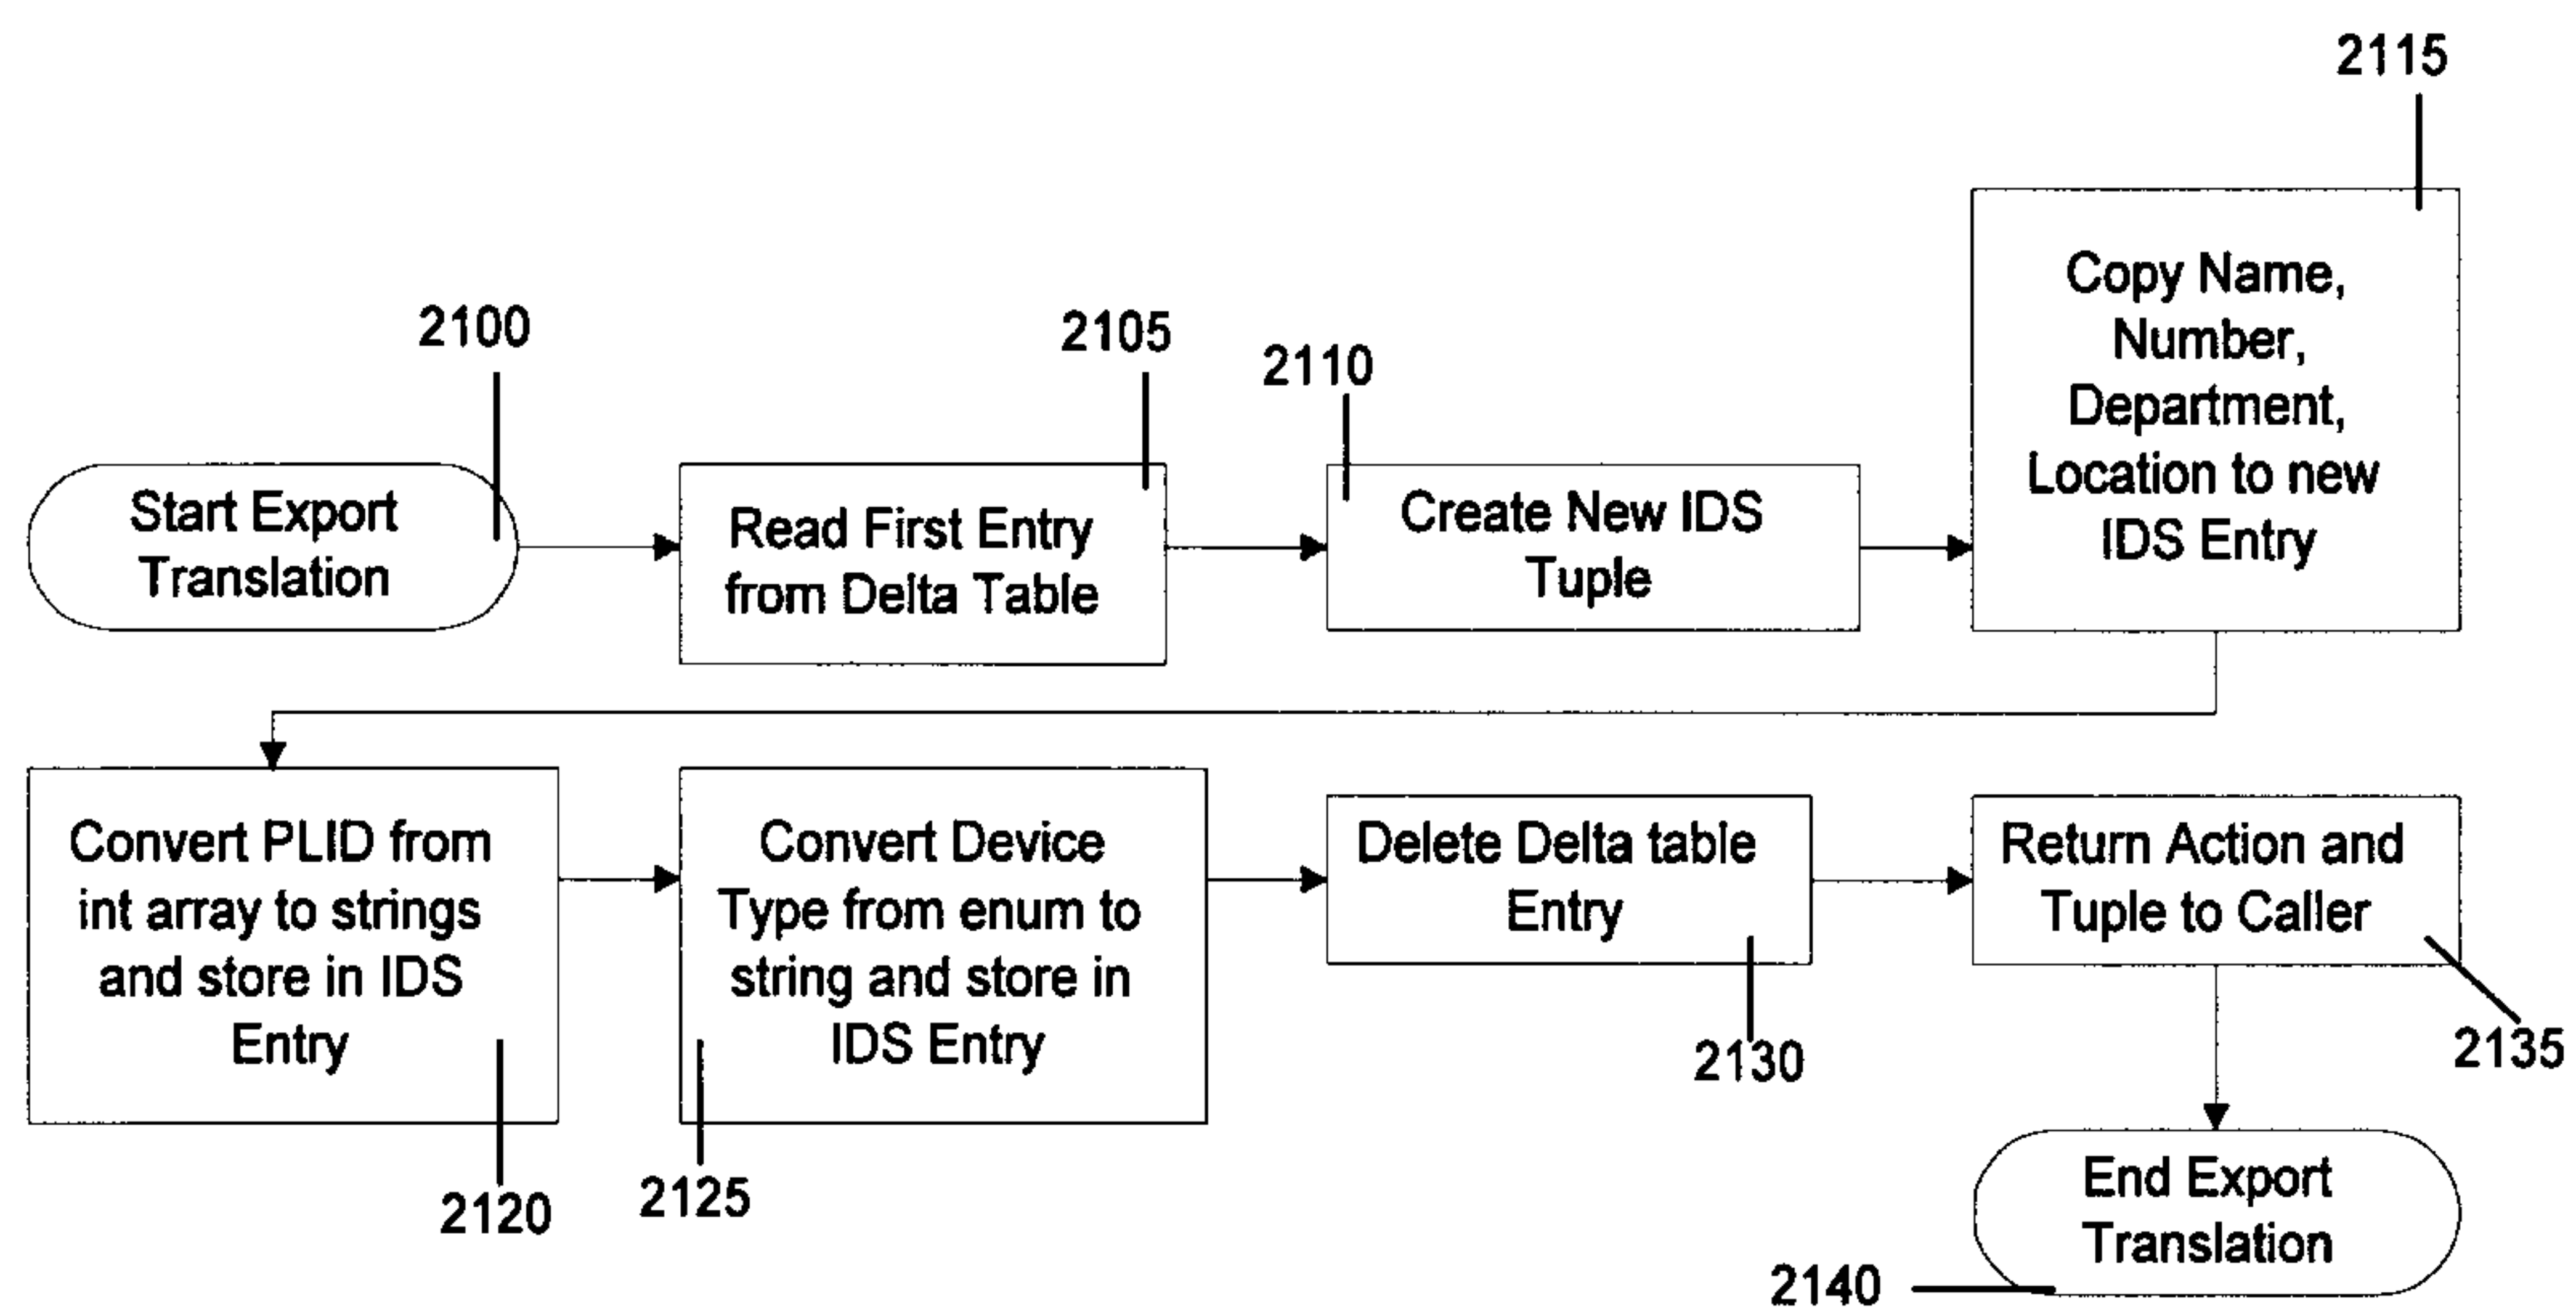 2115
2100
2105
2110
Start Export
Translation
Read First Entry
from Delta Table
Create New IDS
Tuple
Copy Name,
Number,
Department,
Location to new
IDS Entry
Convert PLID from
int array to strings
and store in IDS
Entry
2120
Convert Device
Type from enum to
string and store in
IDS Entry
2125
Delete Delta table
Entry
2130
Return Action and
Tuple to Caller
2135
End Export
Translation
2140